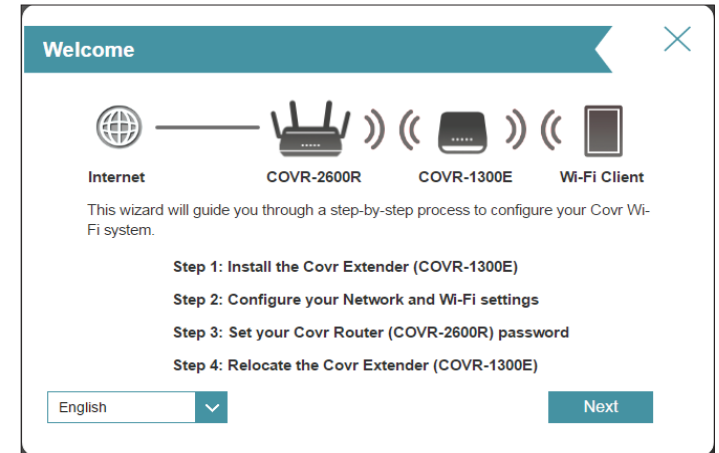 Welcome
Internet
COVR-2600R
COVR-1300E
Wi-Fi Client
This wizard will guide you through a step-by-step process to configure your Covr Wi-
Fi system.
Step 1: Install the Covr Extender (COVR-1300E)
Step 2: Configure your Network and Wi-Fi settings
Step 3: Set your Covr Router (COVR-2600R) password
Step 4: Relocate the Covr Extender (COVR-1300E)
English
Next